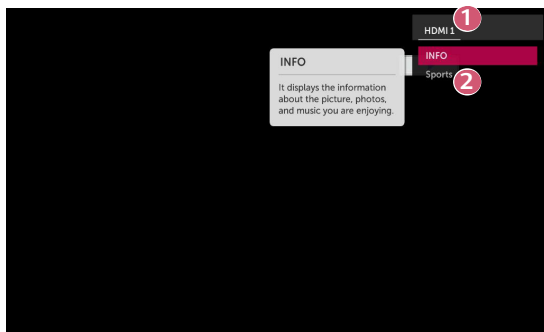 1
HDMI 1
INFO
Sports
2
INFO
It displays the information
about the picture, photos,
and music you are enjoying.